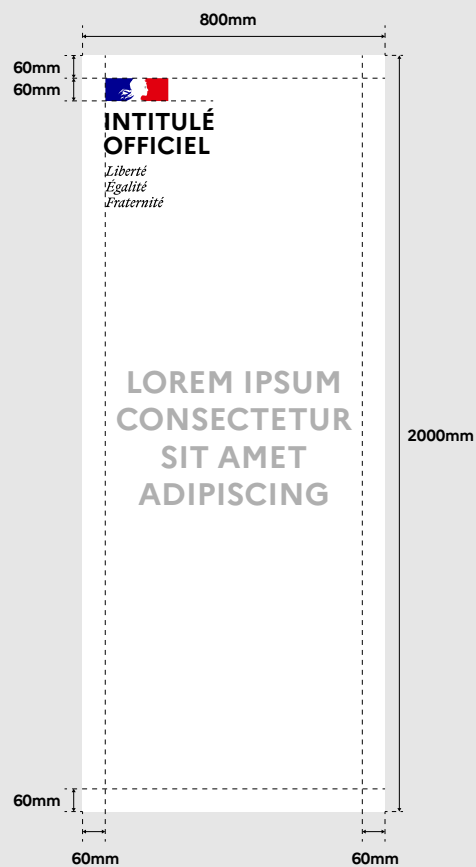 800mm
60mm
60mm
INTITULÉ
OFFICIEL
Liberté
Égalité
Fraternité
LOREM IPSUM
CONSECTETUR
SIT AMET
ADIPISCING
2000mm
60mm
60mm
60mm